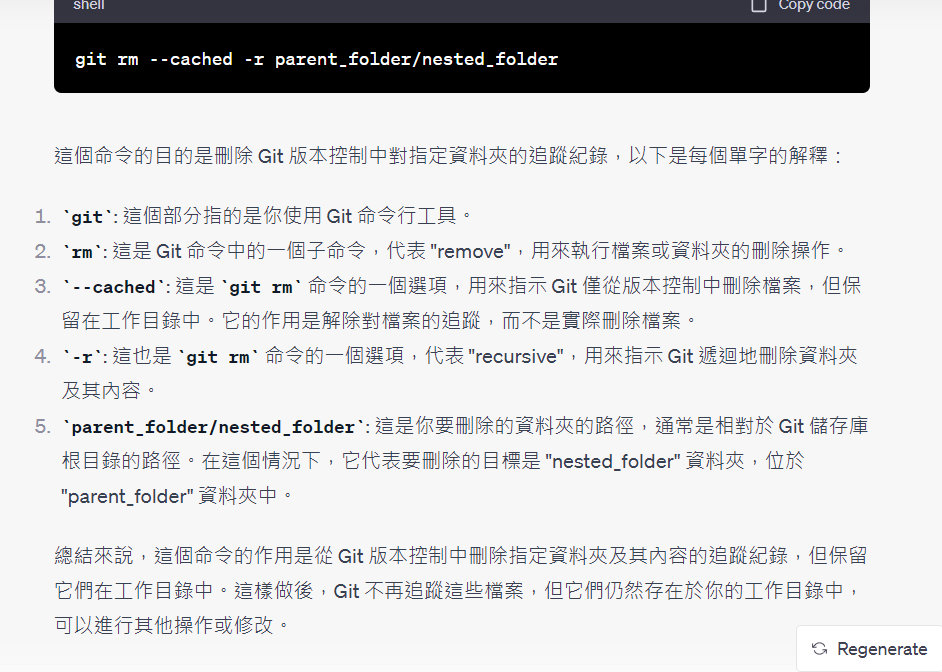 shell
Copy code
git rm --cached -r parent_folder/nested_folder
這個命令的目的是刪除 Git 版本控制中對指定資料夾的追蹤紀錄，以下是每個單字的解釋：
1. `git`: 這個部分指的是你使用 Git 命令行工具。
2. `rm`: 這是 Git 命令中的一個子命令，代表 "remove"，用來執行檔案或資料夾的刪除操作。
3. `--cached`: 這是 `git rm` 命令的一個選項，用來指示 Git 僅從版本控制中刪除檔案，但保
留在工作目錄中。它的作用是解除對檔案的追蹤，而不是實際刪除檔案。
4. `-r`: 這也是 `git rm` 命令的一個選項，代表 "recursive"，用來指示 Git 遞迴地刪除資料夾
及其內容。
5. `parent_folder/nested_folder`: 這是你要刪除的資料夾的路徑，通常是相對於 Git 儲存庫
根目錄的路徑。在這個情況下，它代表要刪除的目標是 "nested_folder" 資料夾，位於
"parent_folder" 資料夾中。
總結來說，這個命令的作用是從 Git 版本控制中刪除指定資料夾及其內容的追蹤紀錄，但保留
它們在工作目錄中。這樣做後，Git 不再追蹤這些檔案，但它們仍然存在於你的工作目錄中，
可以進行其他操作或修改。
Regenerate